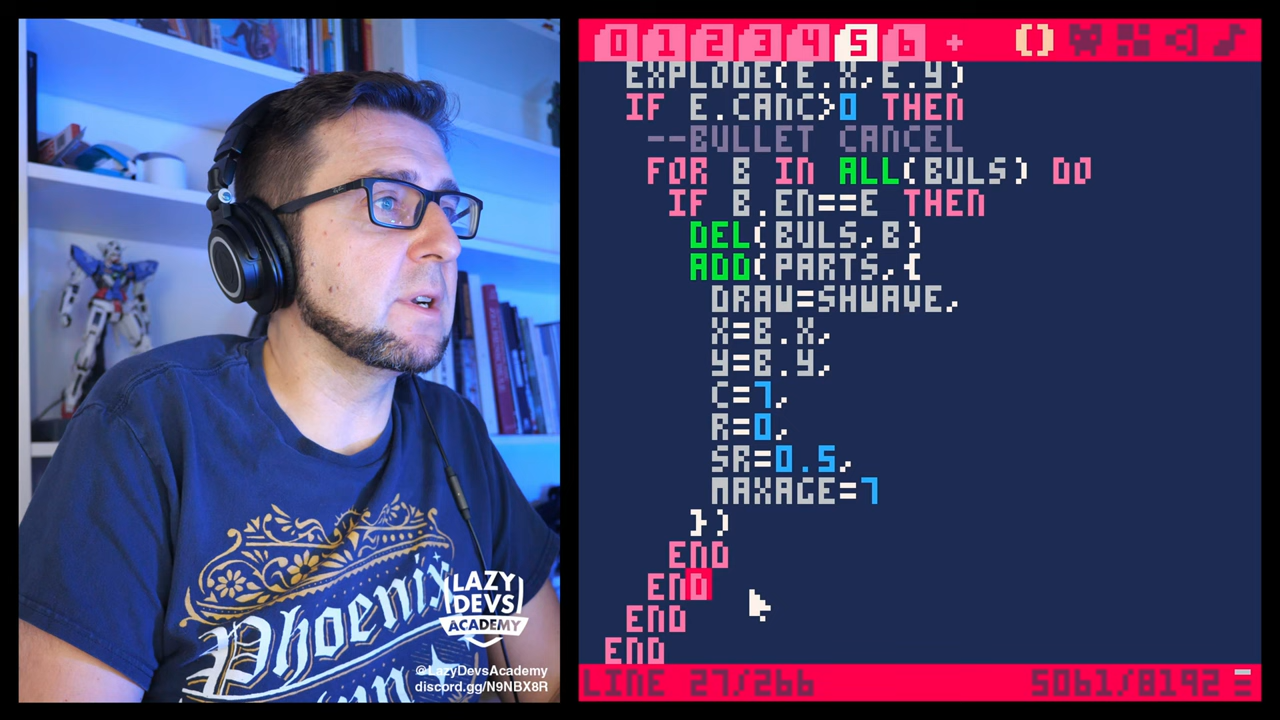 0 1 2 3 4 5 6 +
EXPLODE(E.X,E.Y)
IF E.CANC>0 THEN
--BULLET CANCEL
FOR B IN ALL(BULS) DO
IF B.EN==E THEN
DEL(BULS,B)
ADD(PARTS,{
DRAW=SHWAVE,
X=B.X,
Y=B.Y,
C=7,
R=0,
SR=0.5,
MAXAGE=7
})
END
END
END
END
LINE 27/266 5061/8192
Phoenix
LAZY
DEVS
ACADEMY
@LazyDevsAcademy
discord.gg/N9NBX8R